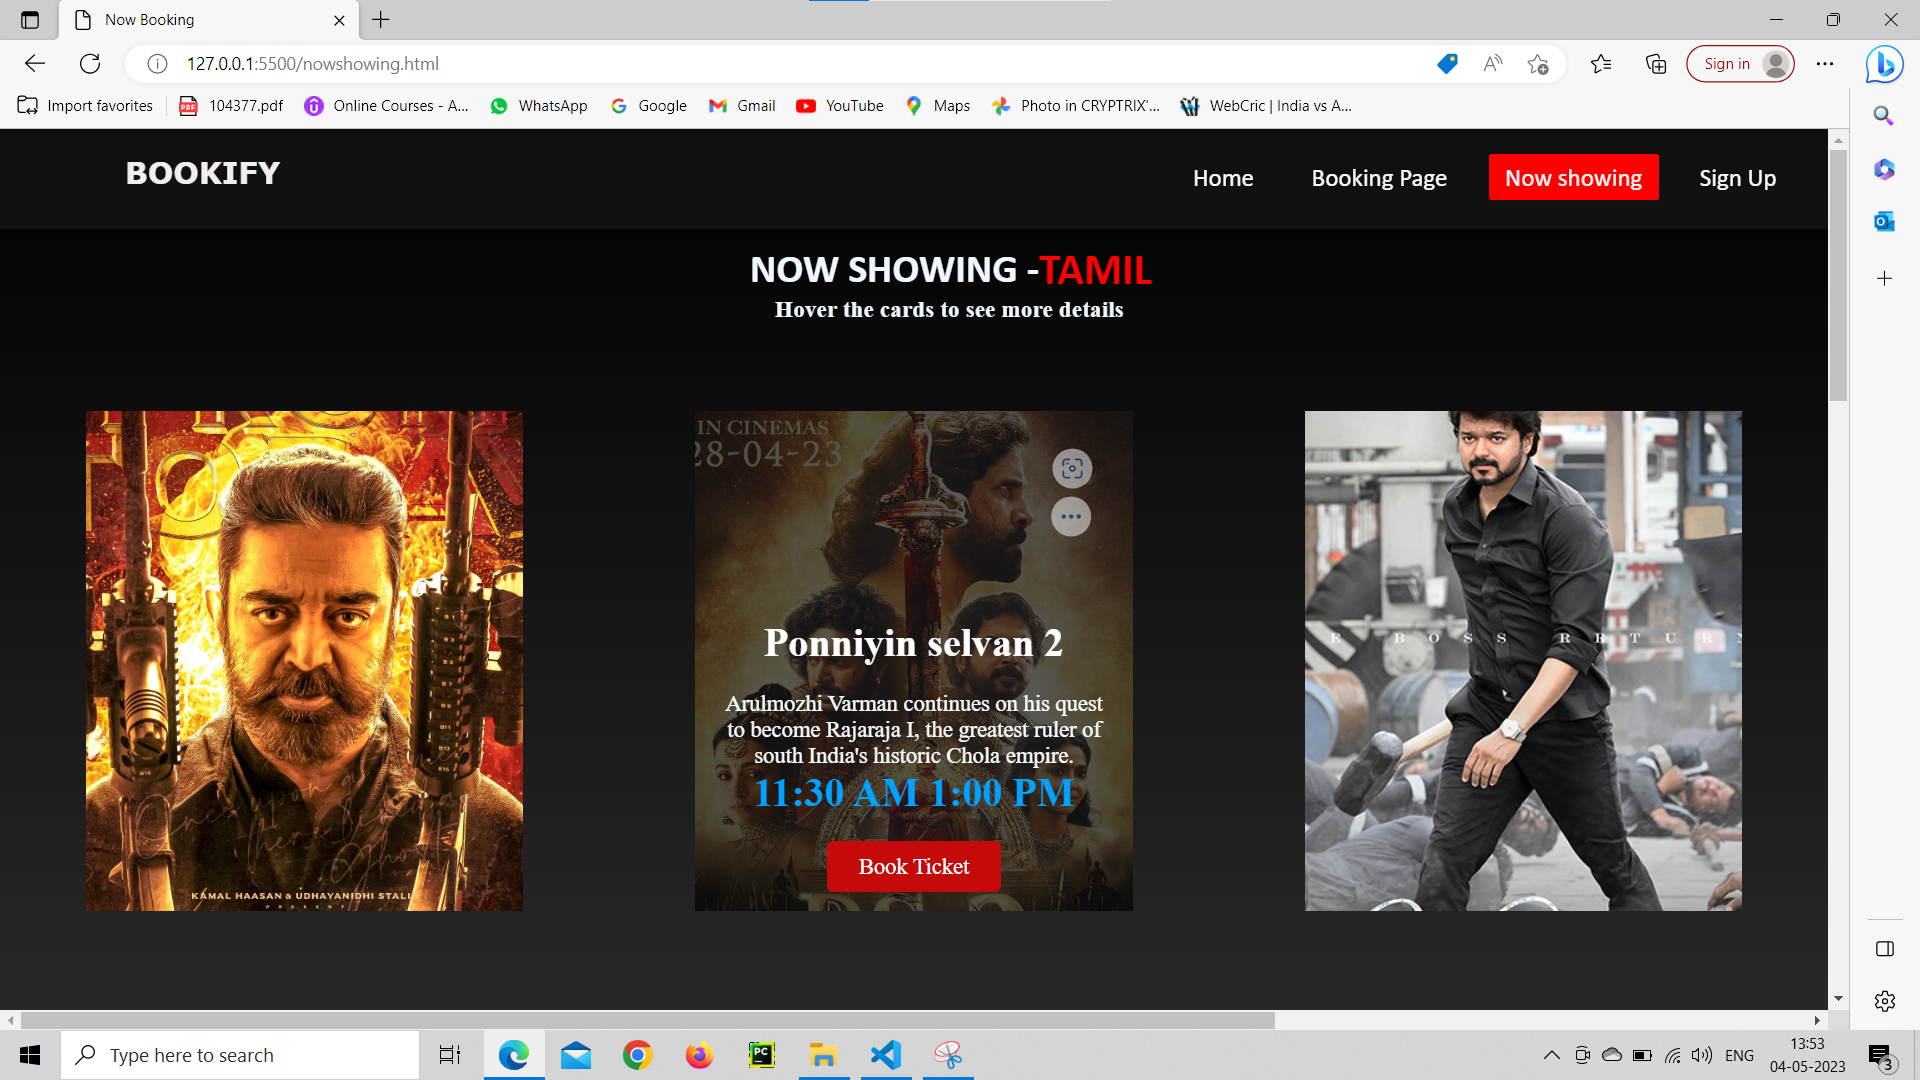 Now Booking
127.0.0.1:5500/nowshowing.html
Sign in
Import favorites
104377.pdf
Online Courses - A...
WhatsApp
Google
Gmail
YouTube
Maps
Photo in CRYPTRIX'...
WebCric | India vs A...
BOOKIFY
Home
Booking Page
Now showing
Sign Up
NOW SHOWING -TAMIL
Hover the cards to see more details
KAMAL HAASAN & UDHAYANIDHI STALI
PRESENT
IN CINEMAS
28-04-23
Ponniyin selvan 2
Arulmozhi Varman continues on his quest
to become Rajaraja I, the greatest ruler of
south India's historic Chola empire.
11:30 AM 1:00 PM
Book Ticket
E BOSS RETURN
Type here to search
ENG
13:53
04-05-2023
3